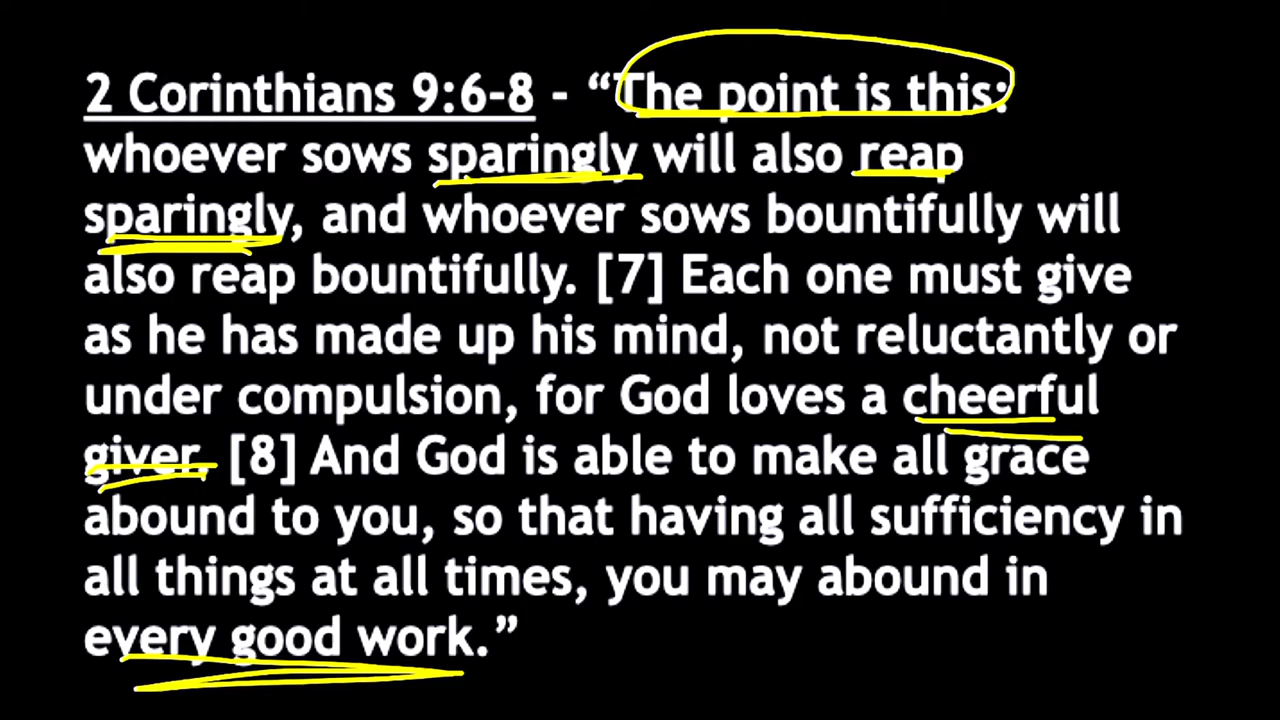 2 Corinthians 9:6-8 - “The point is this:
whoever sows sparingly will also reap
sparingly, and whoever sows bountifully will
also reap bountifully. [7] Each one must give
as he has made up his mind, not reluctantly or
under compulsion, for God loves a cheerful
giver. [8] And God is able to make all grace
abound to you, so that having all sufficiency in
all things at all times, you may abound in
every good work.”